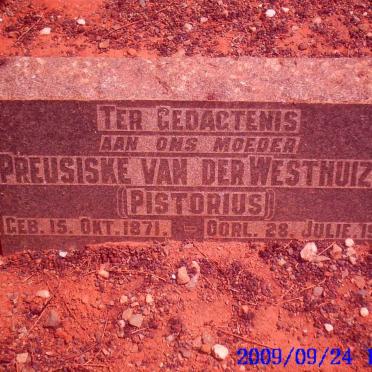 TER GEDACTENIS
AAN ONS MOEDER
PREUSISKE VAN DER WESTHUIZ
(PISTORIUS)
GEB. 15. OKT. 1871. — OORL. 28. JULIE. 19
2009/09/24 1